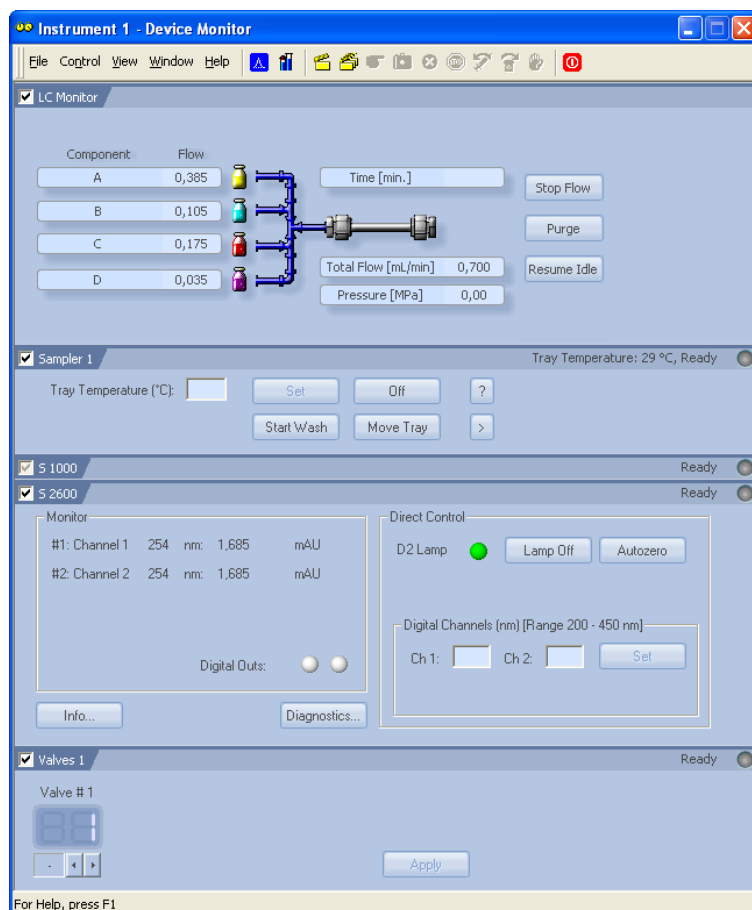 Instrument 1 - Device Monitor
File Control View Window Help
LC Monitor
Component Flow
A 0,385
Time [min.]
Stop Flow
B 0,105
Purge
C 0,175
Total Flow [mL/min] 0,700
Resume Idle
D 0,035
Pressure [MPa] 0,00
Sampler 1 Tray Temperature: 29 °C, Ready
Tray Temperature (°C): Set Off ?
Start Wash Move Tray >
S 1000 Ready
S 2600 Ready
Monitor
#1: Channel 1 254 nm: 1,685 mAU
#2: Channel 2 254 nm: 1,685 mAU
Digital Outs:
Info... Diagnostics...
Direct Control
D2 Lamp Lamp Off Autozero
Digital Channels (nm) [Range 200 - 450 nm]
Ch 1: Ch 2: Set
Valves 1 Ready
Valve # 1
1
-
Apply
For Help, press F1